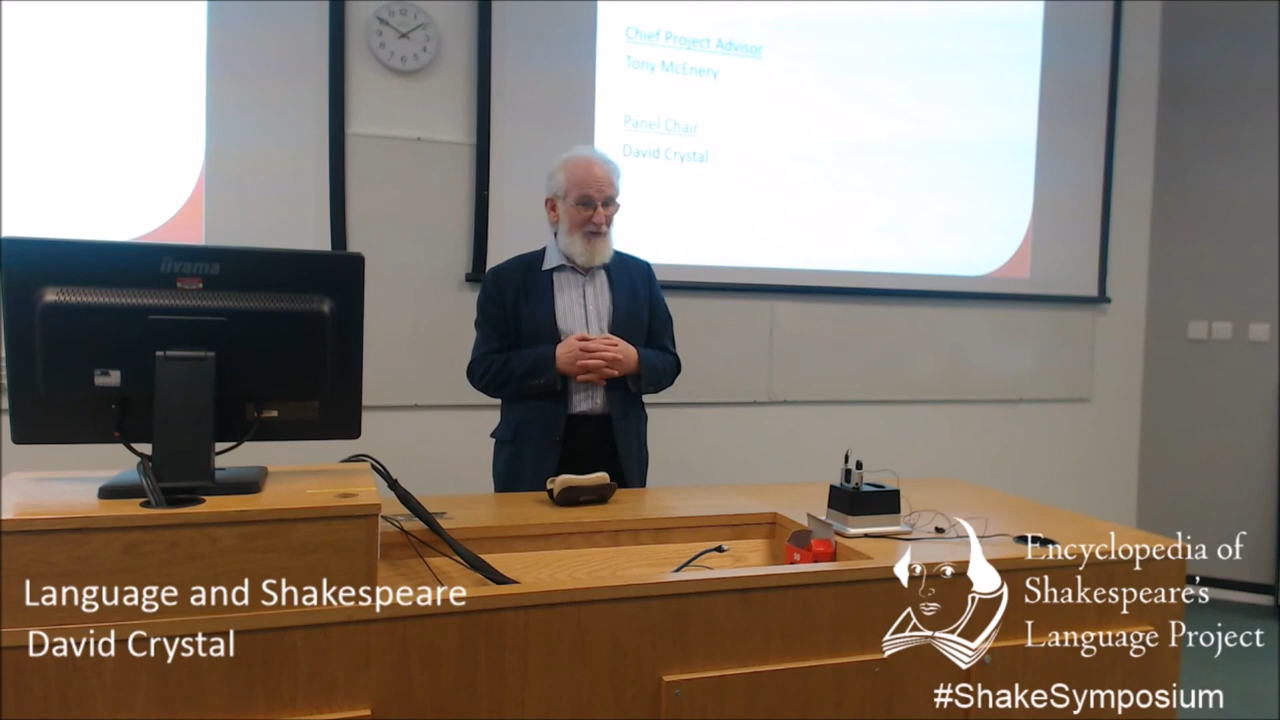 Chief Project Advisor
Tony McEnery
Panel Chair
David Crystal
iiyama
Language and Shakespeare
David Crystal
Encyclopedia of
Shakespeare's
Language Project
#ShakeSymposium